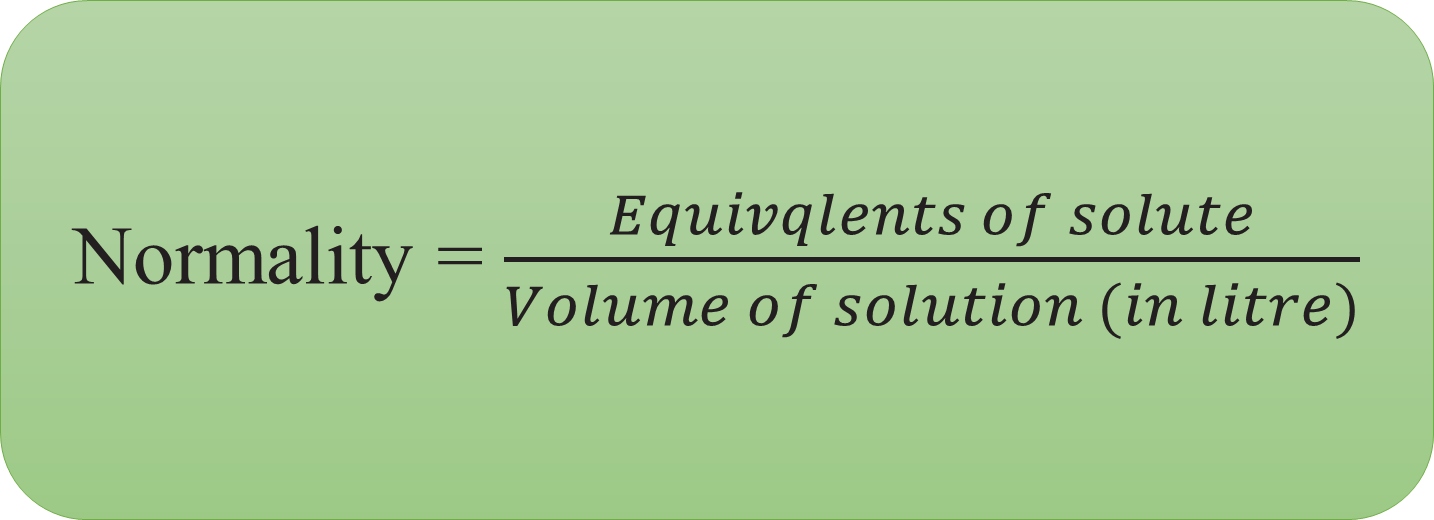 Normality = Equivqlents of solute
Volume of solution (in litre)